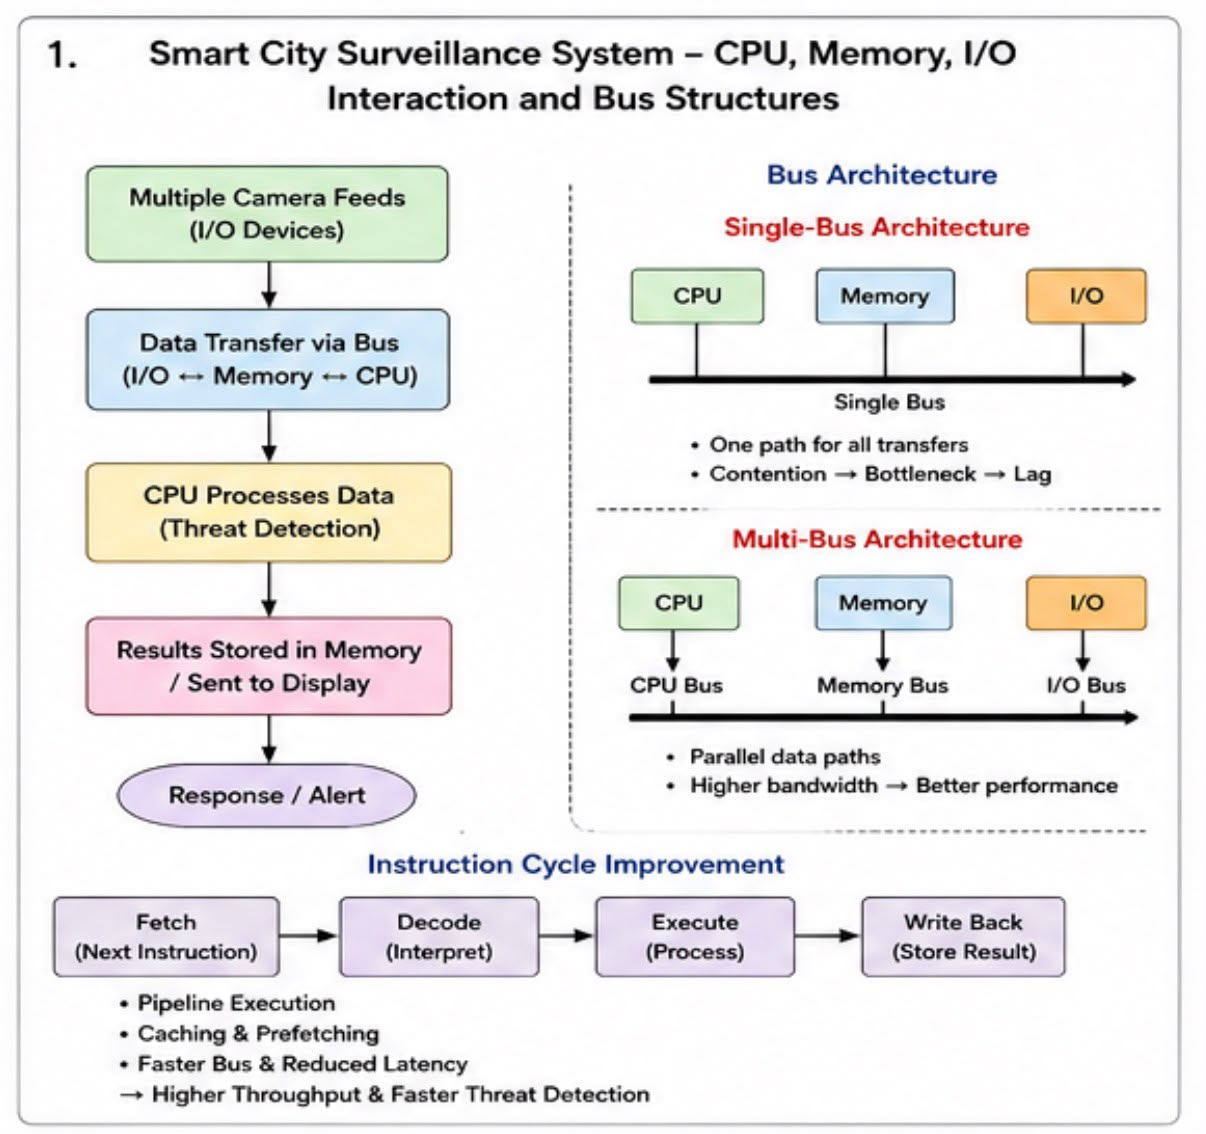 1.
Smart City Surveillance System – CPU, Memory, I/O
Interaction and Bus Structures
Multiple Camera Feeds
(I/O Devices)
Data Transfer via Bus
(I/O ↔ Memory ↔ CPU)
CPU Processes Data
(Threat Detection)
Results Stored in Memory
/ Sent to Display
Response / Alert
Bus Architecture
Single-Bus Architecture
CPU
Memory
I/O
Single Bus
• One path for all transfers
• Contention → Bottleneck → Lag
Multi-Bus Architecture
CPU
Memory
I/O
CPU Bus
Memory Bus
I/O Bus
• Parallel data paths
• Higher bandwidth → Better performance
Instruction Cycle Improvement
Fetch
(Next Instruction)
Decode
(Interpret)
Execute
(Process)
Write Back
(Store Result)
• Pipeline Execution
• Caching & Prefetching
• Faster Bus & Reduced Latency
→ Higher Throughput & Faster Threat Detection